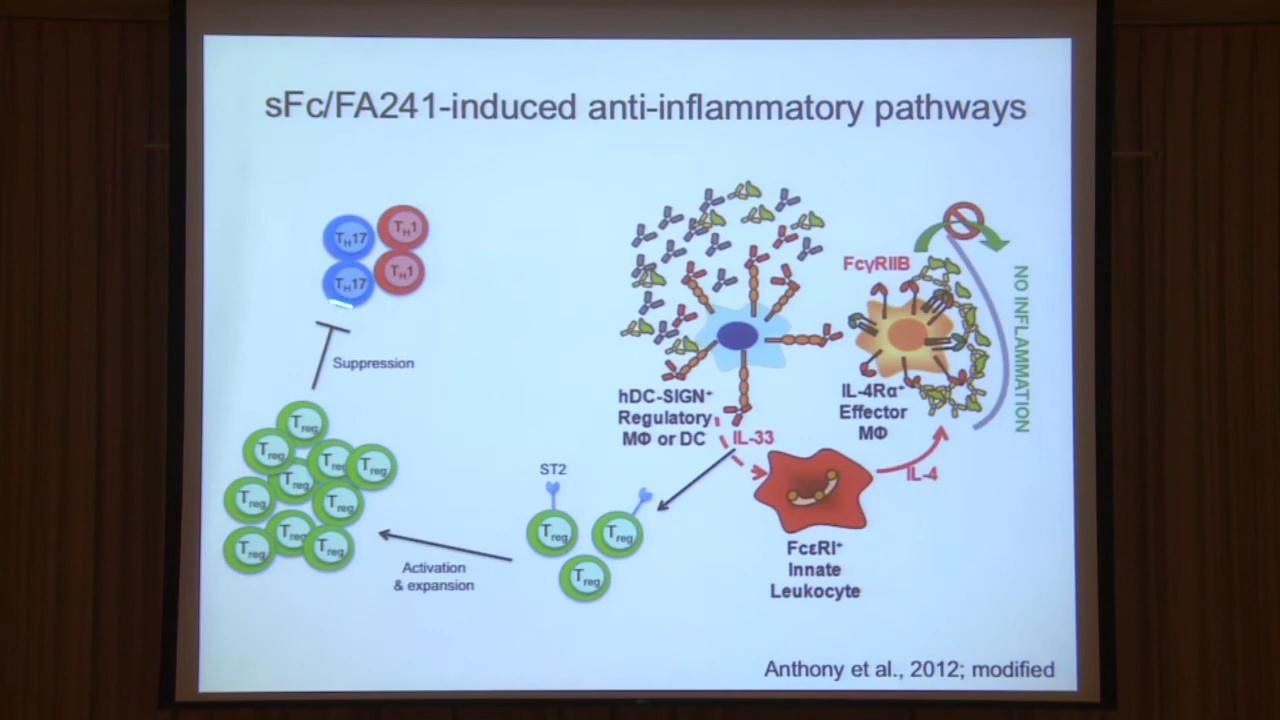 sFc/FA241-induced anti-inflammatory pathways
TH17
TH1
TH17
TH1
Suppression
FcγRIIB
NO INFLAMMATION
hDC-SIGN+
Regulatory
MΦ or DC
IL-33
IL-4Rα+
Effector
MΦ
IL-4
FcεRI+
Innate
Leukocyte
ST2
Treg
Treg
Treg
Activation
& expansion
Treg
Treg
Treg
Treg
Treg
Treg
Treg
Treg
Treg
Treg
Anthony et al., 2012; modified